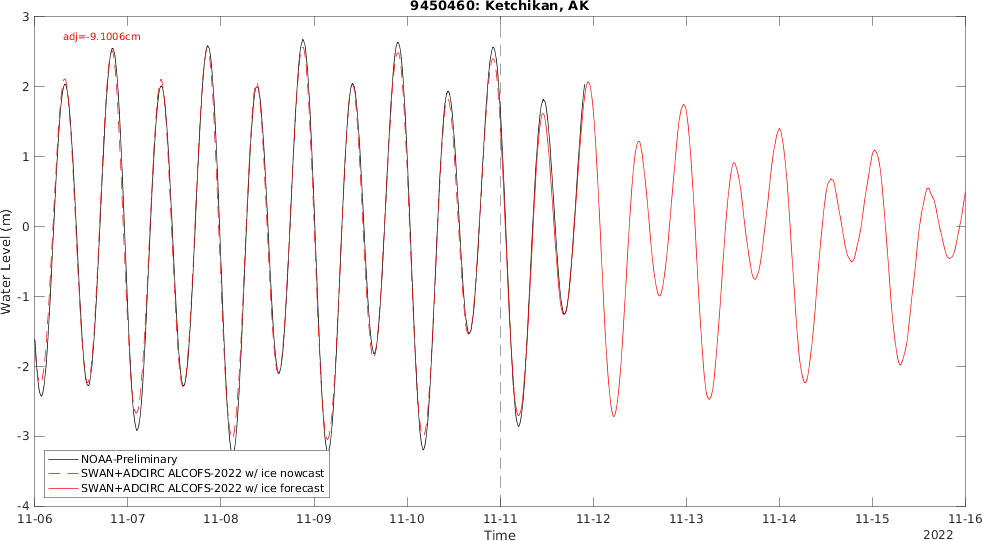 9450460: Ketchikan, AK
adj=-9.1006cm
3
2
1
0
-1
-2
-3
-4
Water Level (m)
NOAA-Preliminary
SWAN+ADCIRC ALCOFS-2022 w/ ice nowcast
SWAN+ADCIRC ALCOFS-2022 w/ ice forecast
11-06 11-07 11-08 11-09 11-10 11-11 11-12 11-13 11-14 11-15 11-16
Time
2022